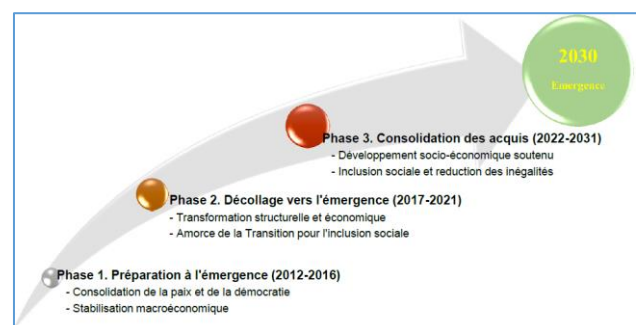 2030
Emergence
Phase 3. Consolidation des acquis (2022-2031)
- Développement socio-économique soutenu
- Inclusion sociale et reduction des inégalités
Phase 2. Décollage vers l'émergence (2017-2021)
- Transformation structurelle et économique
- Amorce de la Transition pour l'inclusion sociale
Phase 1. Préparation à l'émergence (2012-2016)
- Consolidation de la paix et de la démocratie
- Stabilisation macroéconomique